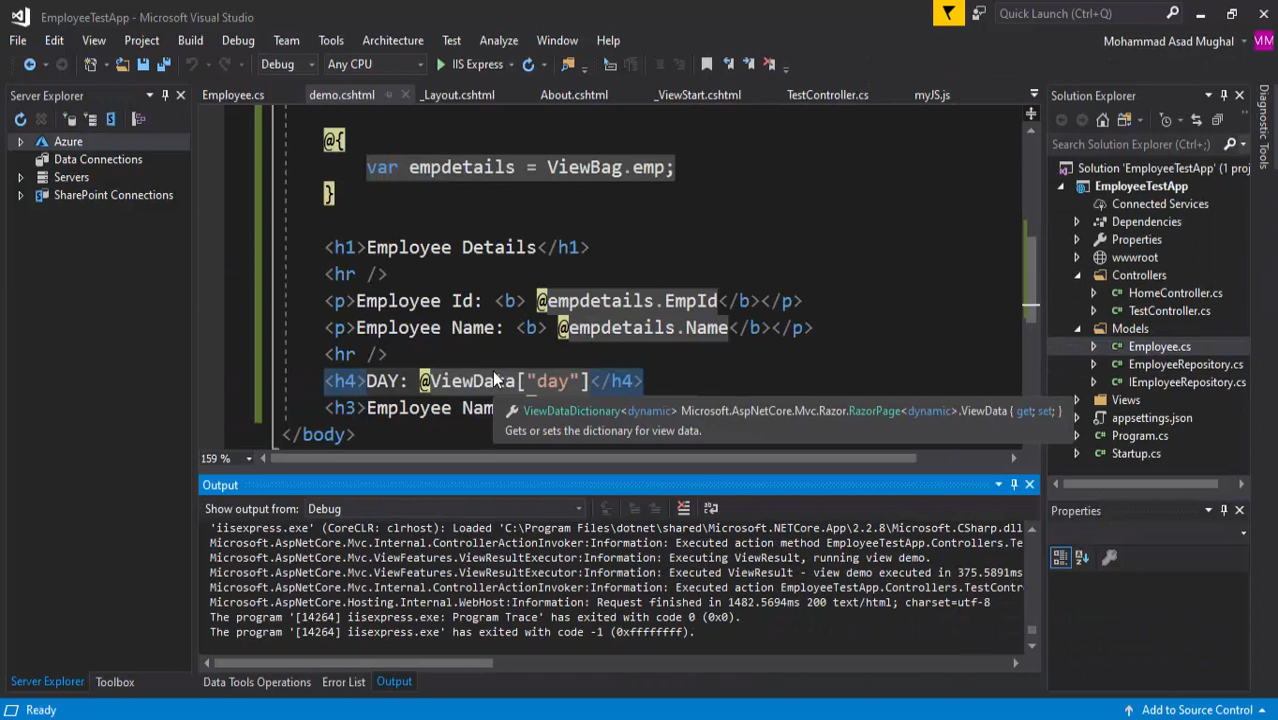 EmployeeTestApp - Microsoft Visual Studio
Quick Launch (Ctrl+Q)
File Edit View Project Build Debug Team Tools Architecture Test Analyze Window Help
Mohammad Asad Mughal MM
Debug Any CPU IIS Express
Server Explorer
Employee.cs demo.cshtml _Layout.cshtml About.cshtml _ViewStart.cshtml TestController.cs myJS.js
Azure
Data Connections
Servers
SharePoint Connections
@{
var empdetails = ViewBag.emp;
}
<h1>Employee Details</h1>
<hr />
<p>Employee Id: <b> @empdetails.EmpId</b></p>
<p>Employee Name: <b> @empdetails.Name</b></p>
<hr />
<h4>DAY: @ViewData["day"]</h4>
<h3>Employee Nam
ViewDataDictionary<dynamic> Microsoft.AspNetCore.Mvc.Razor.RazorPage<dynamic>.ViewData { get; set; }
Gets or sets the dictionary for view data.
</body>
159 %
Solution Explorer
Search Solution Explorer (Ctrl+;)
Solution 'EmployeeTestApp' (1 proj
EmployeeTestApp
Connected Services
Dependencies
Properties
wwwroot
Controllers
C# HomeController.cs
C# TestController.cs
Models
C# Employee.cs
C# EmployeeRepository.cs
C# IEmployeeRepository.cs
Views
appsettings.json
C# Program.cs
C# Startup.cs
Diagnostic Tools
Output
Show output from: Debug
'iisexpress.exe' (CoreCLR: clrhost): Loaded 'C:\Program Files\dotnet\shared\Microsoft.NETCore.App\2.2.8\Microsoft.CSharp.dll
Microsoft.AspNetCore.Mvc.Internal.ControllerActionInvoker:Information: Executed action method EmployeeTestApp.Controllers.Te
Microsoft.AspNetCore.Mvc.ViewFeatures.ViewResultExecutor:Information: Executing ViewResult, running view demo.
Microsoft.AspNetCore.Mvc.ViewFeatures.ViewResultExecutor:Information: Executed ViewResult - view demo executed in 375.5891ms
Microsoft.AspNetCore.Mvc.Internal.ControllerActionInvoker:Information: Executed action EmployeeTestApp.Controllers.TestContr
Microsoft.AspNetCore.Hosting.Internal.WebHost:Information: Request finished in 1482.5694ms 200 text/html; charset=utf-8
The program '[14264] iisexpress.exe: Program Trace' has exited with code 0 (0x0).
The program '[14264] iisexpress.exe' has exited with code -1 (0xffffffff).
Properties
Server Explorer Toolbox
Data Tools Operations Error List Output
Ready
Add to Source Control